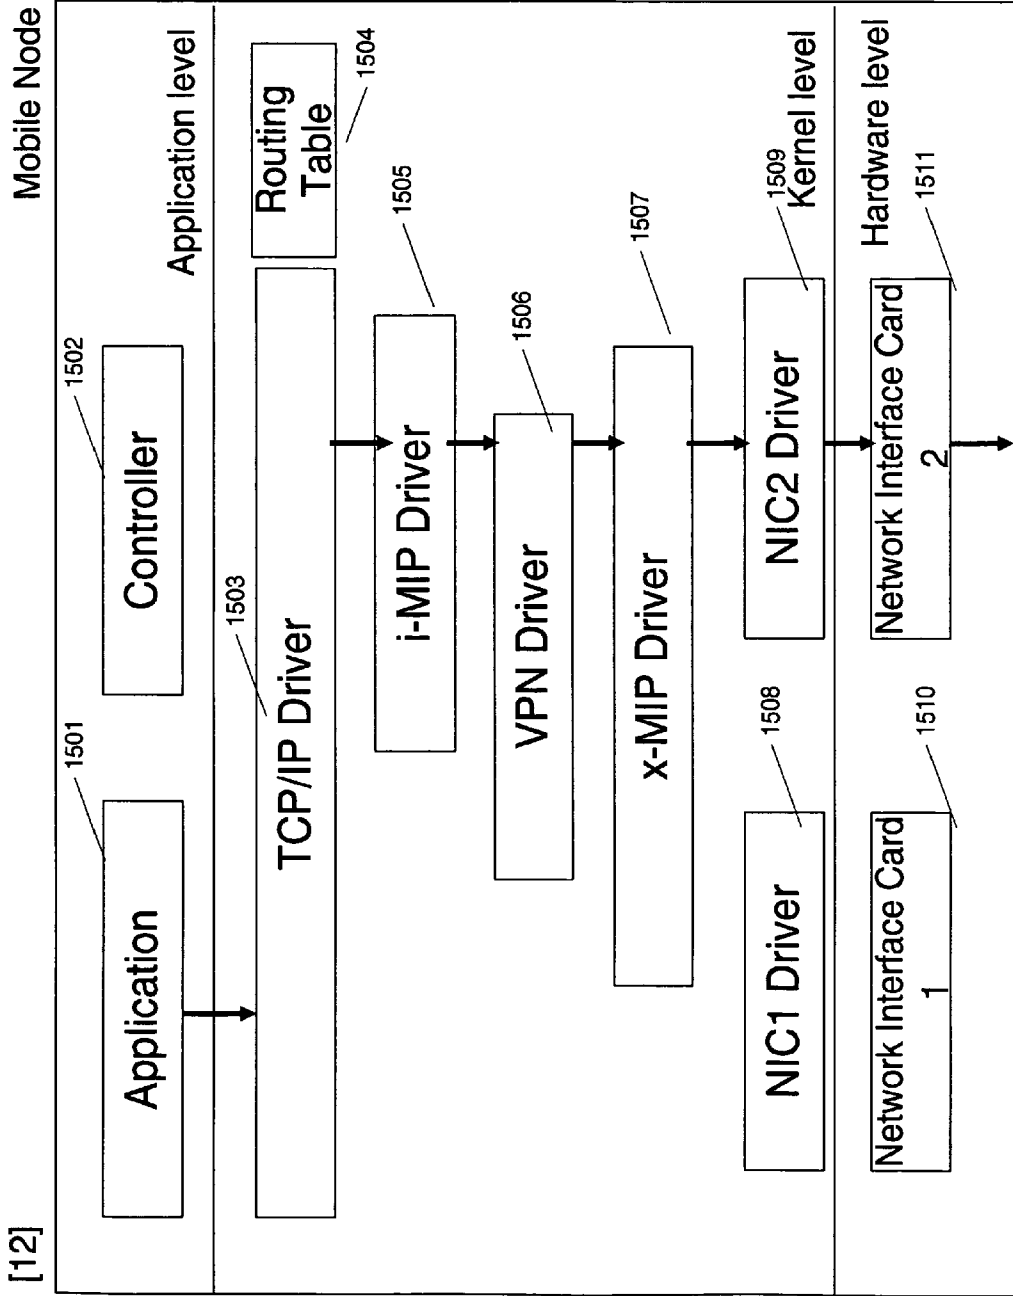 [12]
Mobile Node
Application level
1501
Application
1502
Controller
1503
TCP/IP Driver
Routing
Table
1504
i-MIP Driver
1505
VPN Driver
1506
x-MIP Driver
1507
NIC1 Driver
1508
NIC2 Driver
1509
Kernel level
Hardware level
Network Interface Card
1
1510
Network Interface Card
2
1511